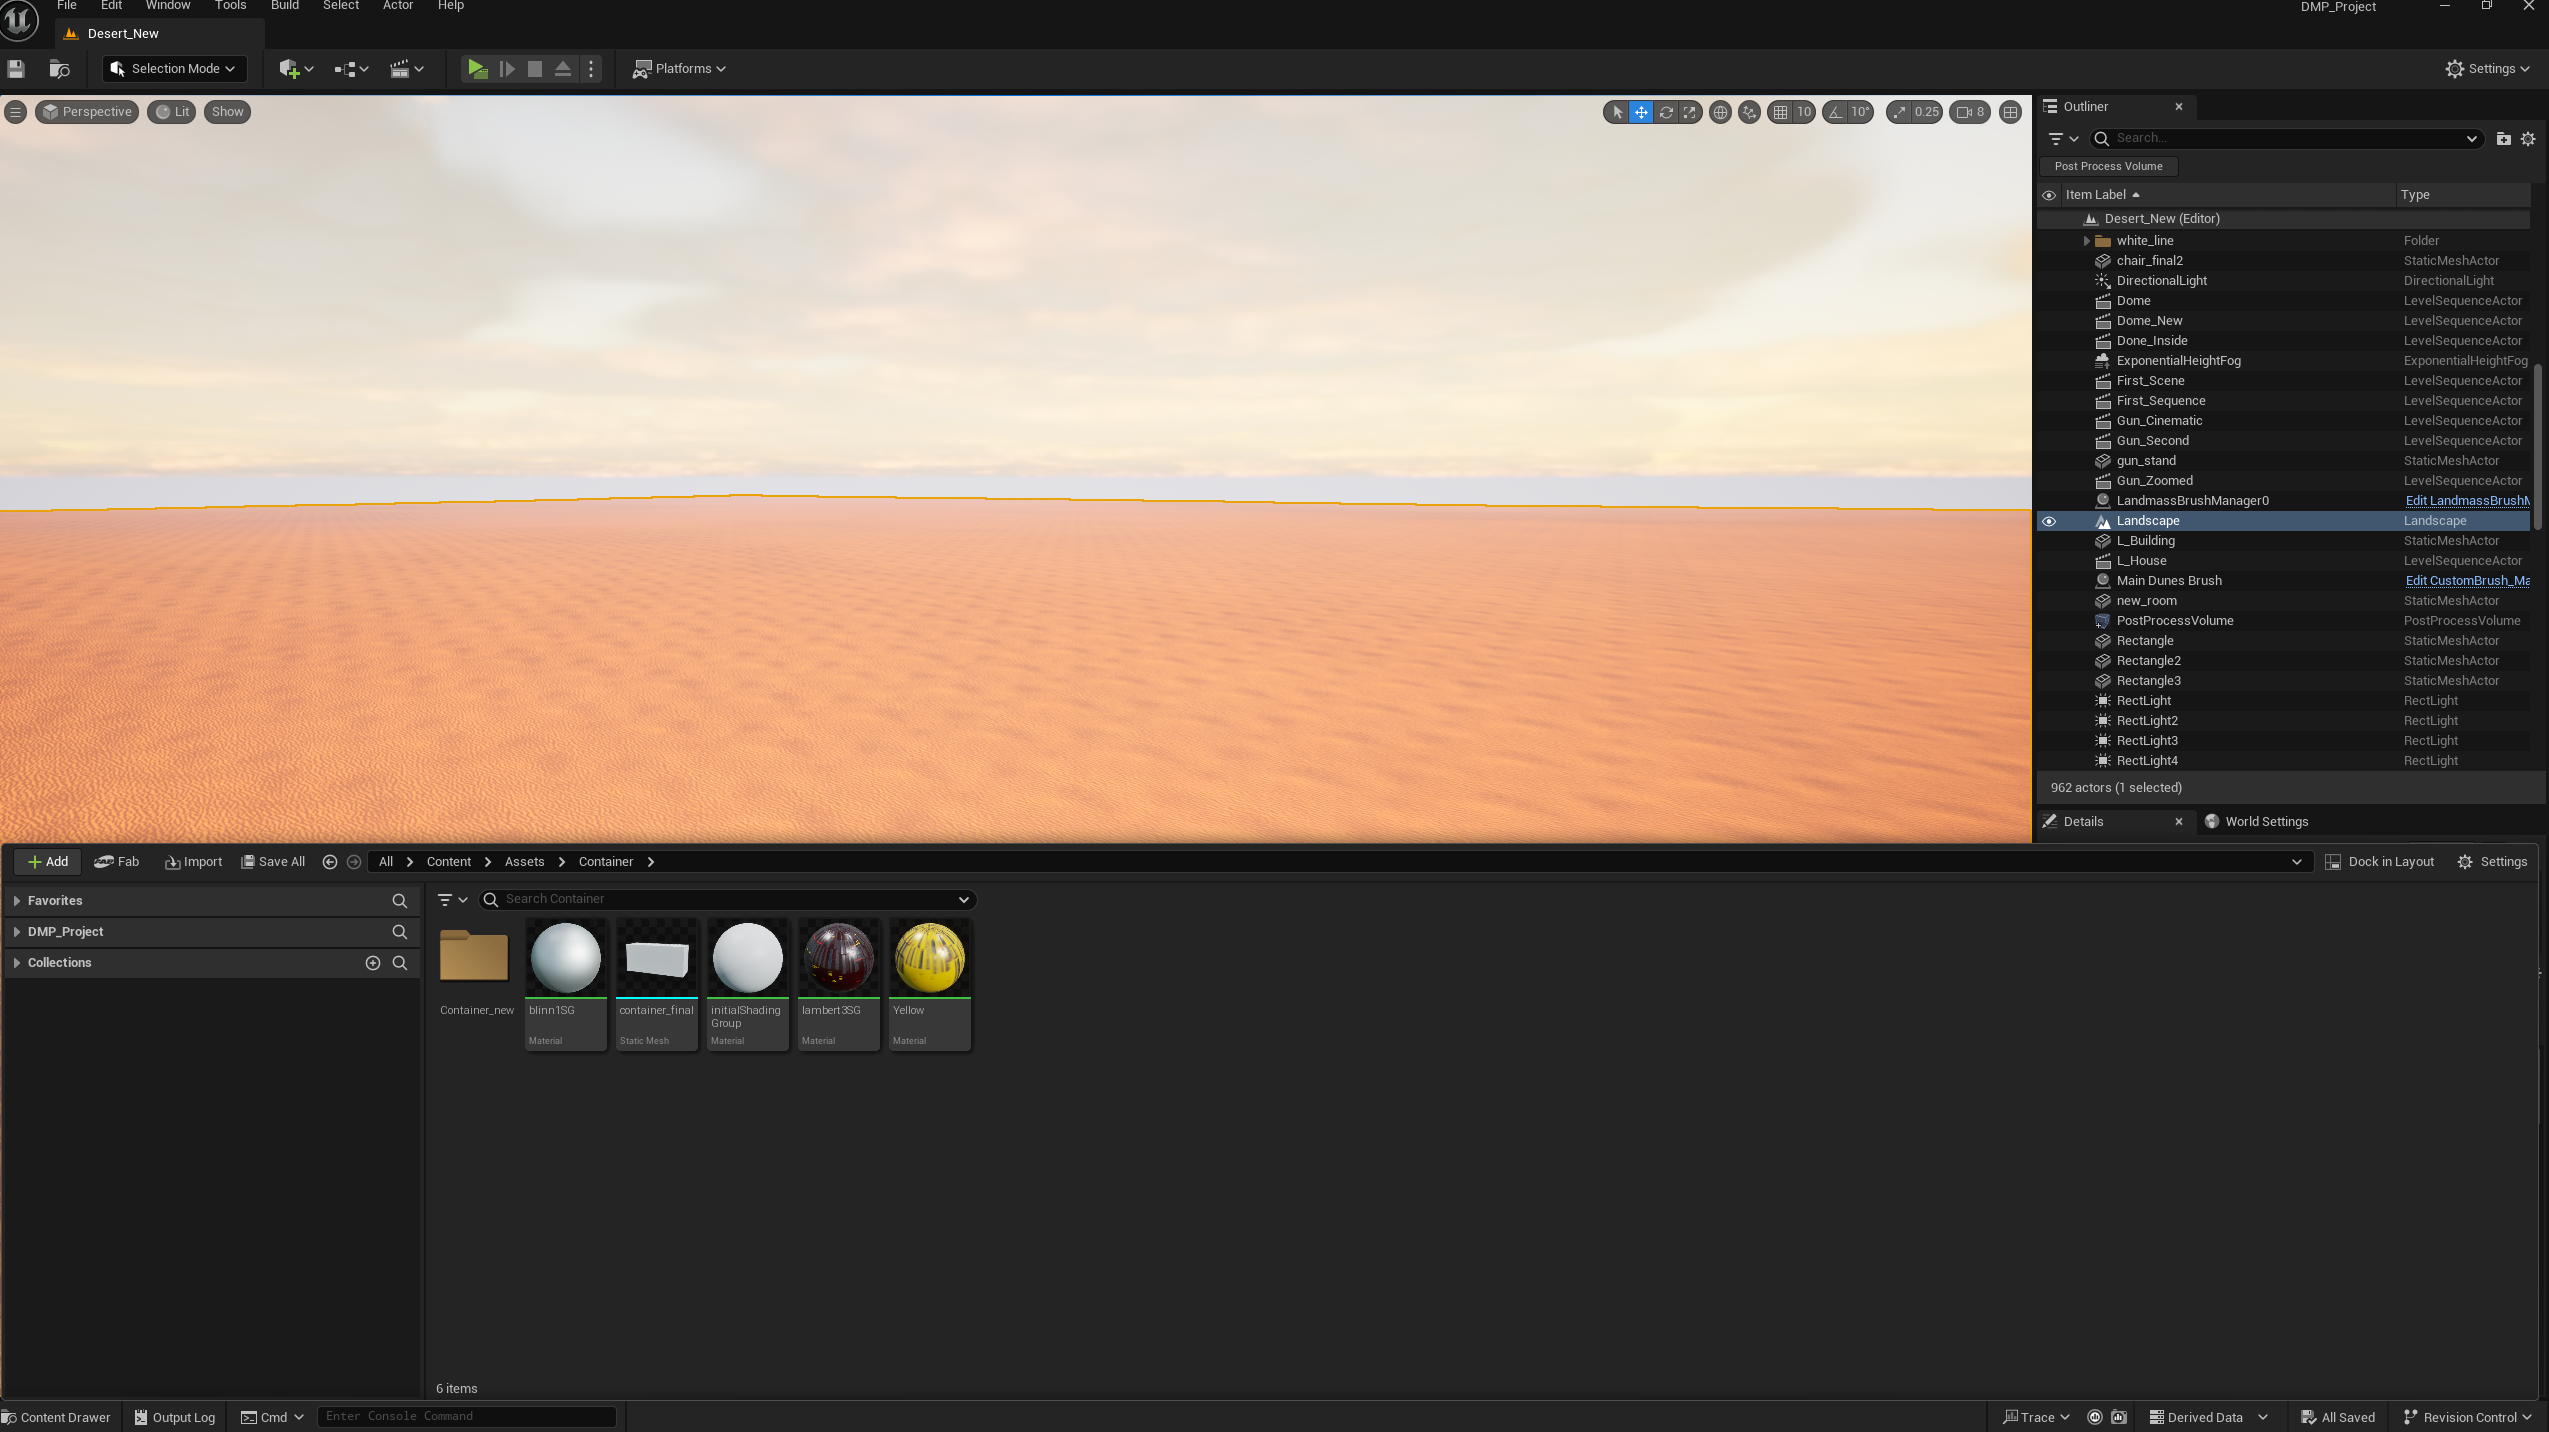 File Edit Window Tools Build Select Actor Help
DMP_Project
Desert_New
Selection Mode
Platforms
Settings
Perspective Lit Show
10 10° 0.25 8
Outliner
Search...
Post Process Volume
Item Label Type
Desert_New (Editor)
white_line Folder
chair_final2 StaticMeshActor
DirectionalLight DirectionalLight
Dome LevelSequenceActor
Dome_New LevelSequenceActor
Done_Inside LevelSequenceActor
ExponentialHeightFog ExponentialHeightFog
First_Scene LevelSequenceActor
First_Sequence LevelSequenceActor
Gun_Cinematic LevelSequenceActor
Gun_Second LevelSequenceActor
gun_stand StaticMeshActor
Gun_Zoomed LevelSequenceActor
LandmassBrushManager0 Edit LandmassBrushM
Landscape Landscape
L_Building StaticMeshActor
L_House LevelSequenceActor
Main Dunes Brush Edit CustomBrush_Ma
new_room StaticMeshActor
PostProcessVolume PostProcessVolume
Rectangle StaticMeshActor
Rectangle2 StaticMeshActor
Rectangle3 StaticMeshActor
RectLight RectLight
RectLight2 RectLight
RectLight3 RectLight
RectLight4 RectLight
962 actors (1 selected)
Details World Settings
Add Fab Import Save All All Content Assets Container Dock in Layout Settings
Favorites
DMP_Project
Collections
Search Container
Container_new
blinn1SG
Material
container_final
Static Mesh
initialShading
Group
Material
lambert3SG
Material
Yellow
Material
6 items
Content Drawer Output Log Cmd Enter Console Command Trace Derived Data All Saved Revision Control